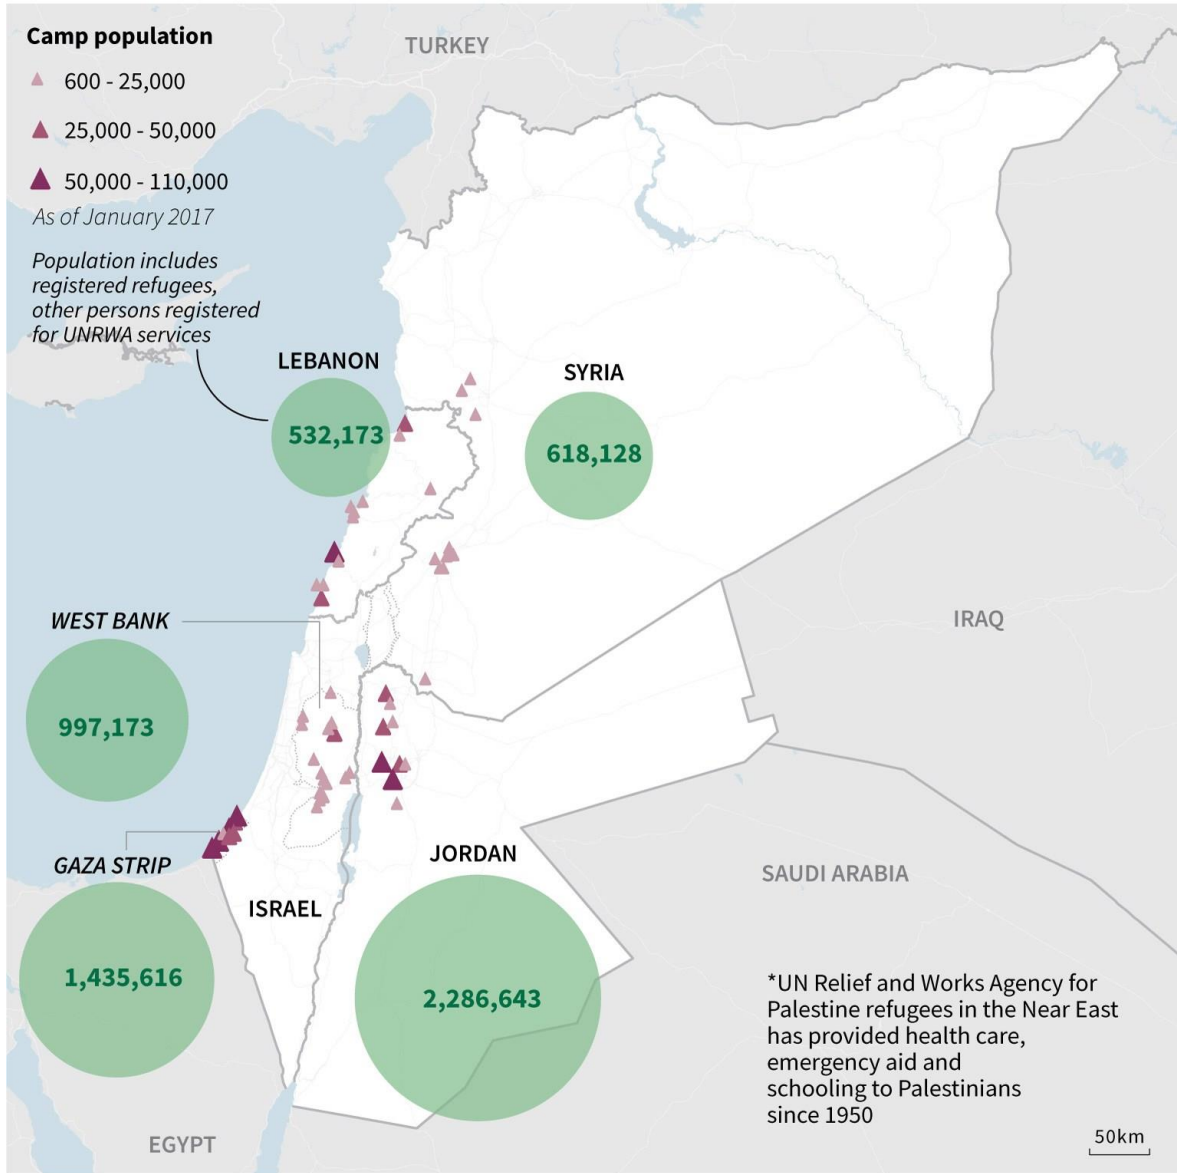 Camp population
600 - 25,000
25,000 - 50,000
50,000 - 110,000
As of January 2017
Population includes
registered refugees,
other persons registered
for UNRWA services
TURKEY
LEBANON
532,173
SYRIA
618,128
WEST BANK
997,173
IRAQ
GAZA STRIP
1,435,616
ISRAEL
JORDAN
2,286,643
SAUDI ARABIA
*UN Relief and Works Agency for
Palestine refugees in the Near East
has provided health care,
emergency aid and
schooling to Palestinians
since 1950
EGYPT
50km